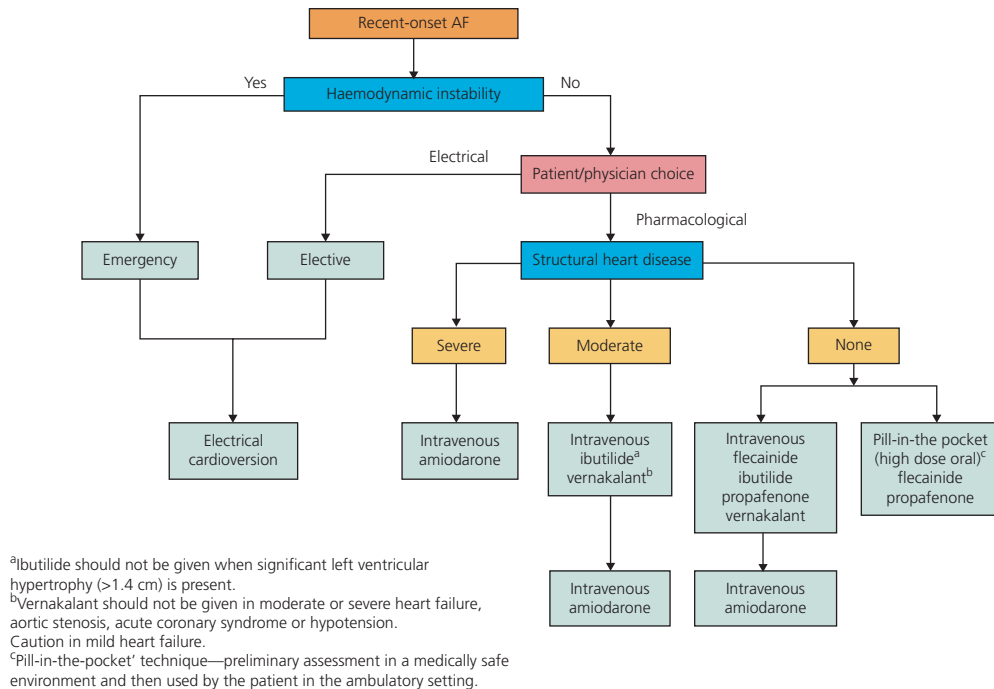 Recent-onset AF
Yes
Haemodynamic instability
No
Electrical
Patient/physician choice
Pharmacological
Emergency
Elective
Structural heart disease
Severe
Moderate
None
Electrical
cardioversion
Intravenous
amiodarone
Intravenous
ibutilideᵃ
vernakalantᵇ
Intravenous
flecainide
ibutilide
propafenone
vernakalant
Pill-in-the pocket
(high dose oral)ᶜ
flecainide
propafenone
Intravenous
amiodarone
Intravenous
amiodarone
ᵃIbutilide should not be given when significant left ventricular
hypertrophy (>1.4 cm) is present.
ᵇVernakalant should not be given in moderate or severe heart failure,
aortic stenosis, acute coronary syndrome or hypotension.
Caution in mild heart failure.
ᶜPill-in-the-pocket’ technique—preliminary assessment in a medically safe
environment and then used by the patient in the ambulatory setting.